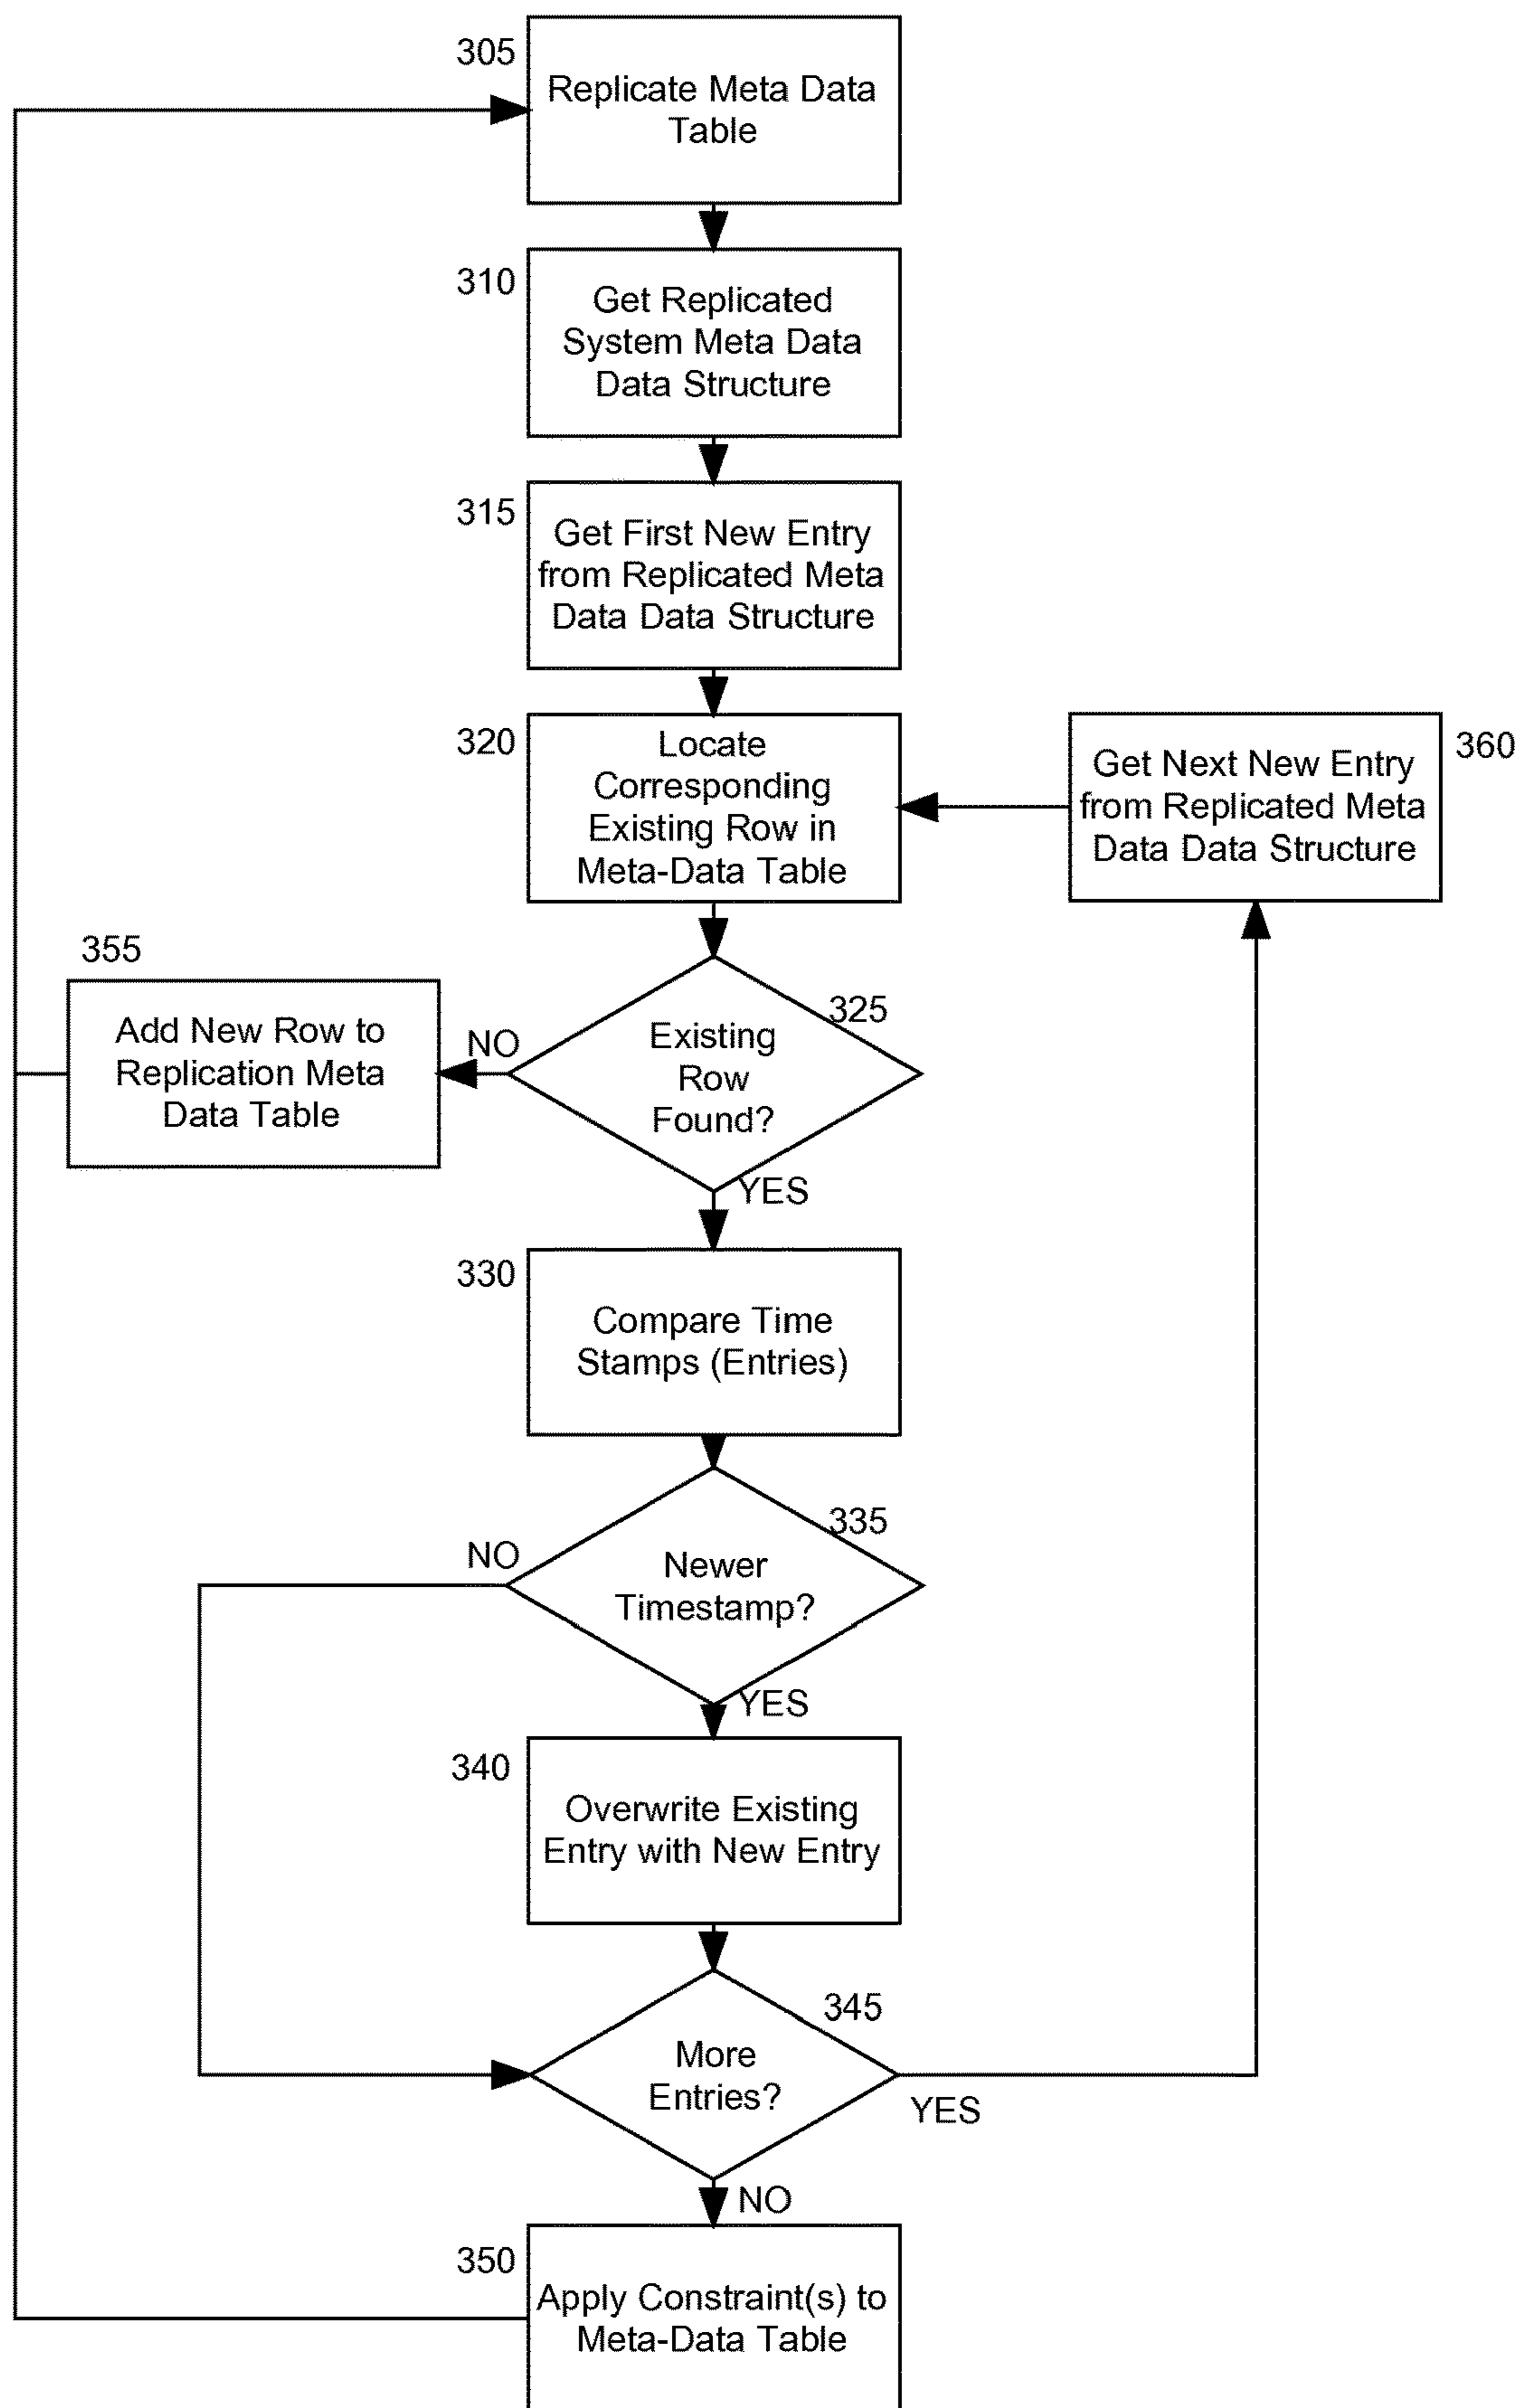 305
Replicate Meta Data
Table
310
Get Replicated
System Meta Data
Data Structure
315
Get First New Entry
from Replicated Meta
Data Data Structure
320
Locate
Corresponding
Existing Row in
Meta-Data Table
360
Get Next New Entry
from Replicated Meta
Data Data Structure
355
Add New Row to
Replication Meta
Data Table
NO
325
Existing
Row
Found?
YES
330
Compare Time
Stamps (Entries)
335
NO
Newer
Timestamp?
YES
340
Overwrite Existing
Entry with New Entry
345
More
Entries?
YES
NO
350
Apply Constraint(s) to
Meta-Data Table